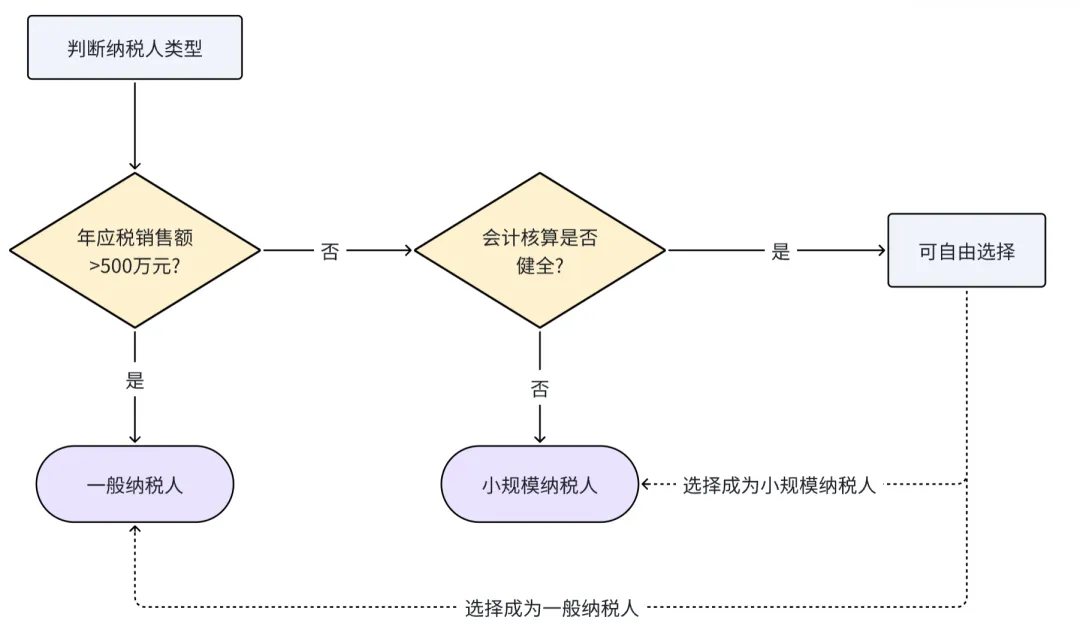 判断纳税人类型
年应税销售额
>500万元?
否
会计核算是否
健全?
是
可自由选择
是
否
一般纳税人
小规模纳税人
选择成为小规模纳税人
选择成为一般纳税人